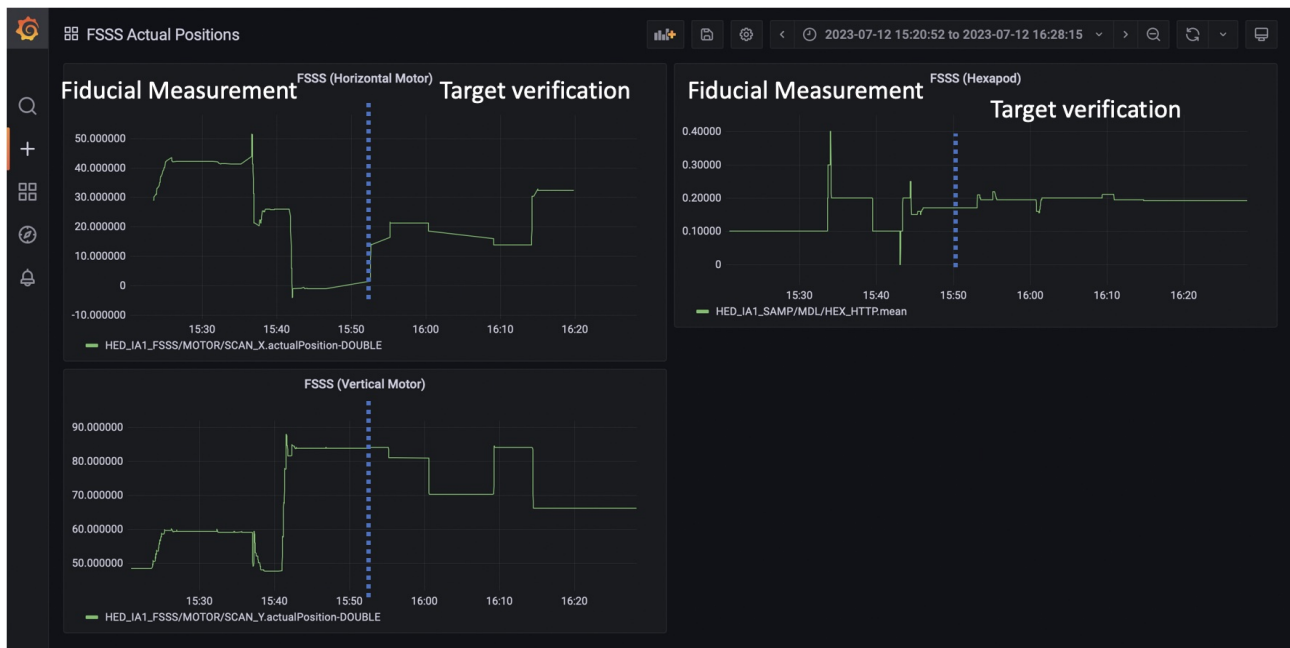 FSSS Actual Positions
2023-07-12 15:20:52 to 2023-07-12 16:28:15
FSSS (Horizontal Motor)
Fiducial Measurement
Target verification
50.000000
40.000000
30.000000
20.000000
10.000000
0
-10.000000
15:30 15:40 15:50 16:00 16:10 16:20
HED_IA1_FSSS/MOTOR/SCAN_X.actualPosition-DOUBLE
FSSS (Hexapod)
Fiducial Measurement
Target verification
0.40000
0.30000
0.20000
0.10000
0
15:30 15:40 15:50 16:00 16:10 16:20
HED_IA1_SAMP/MDL/HEX_HTTP.mean
FSSS (Vertical Motor)
90.000000
80.000000
70.000000
60.000000
50.000000
15:30 15:40 15:50 16:00 16:10 16:20
HED_IA1_FSSS/MOTOR/SCAN_Y.actualPosition-DOUBLE